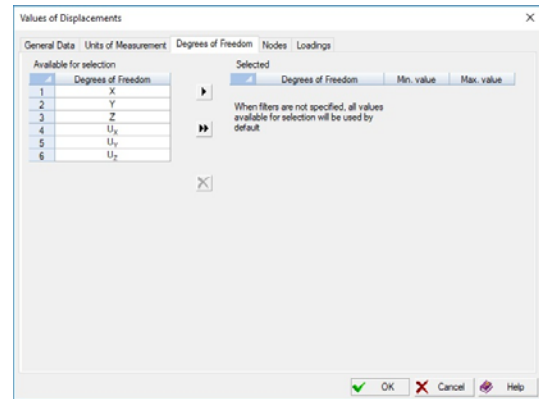 Values of Displacements
General Data Units of Measurement Degrees of Freedom Nodes Loadings
Available for selection
Degrees of Freedom
1 X
2 Y
3 Z
4 UX
5 UY
6 UZ
Selected
Degrees of Freedom Min. value Max. value
When filters are not specified, all values
available for selection will be used by
default
OK Cancel Help